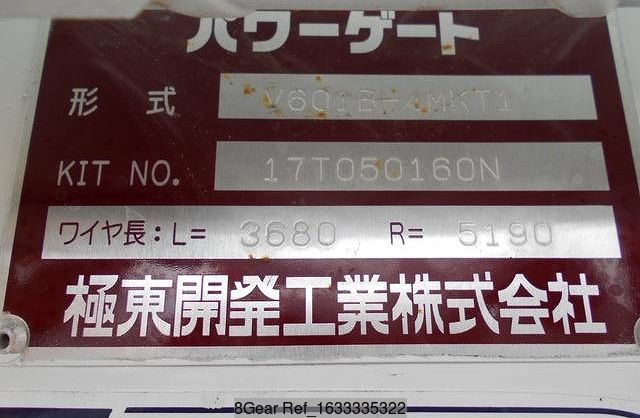 パワーゲート
形 式 V601B-4MKT1
KIT NO. 17T050160N
ワイヤ長:L= 3680 R= 5190
極東開発工業株式会社
8Gear Ref_1633335322